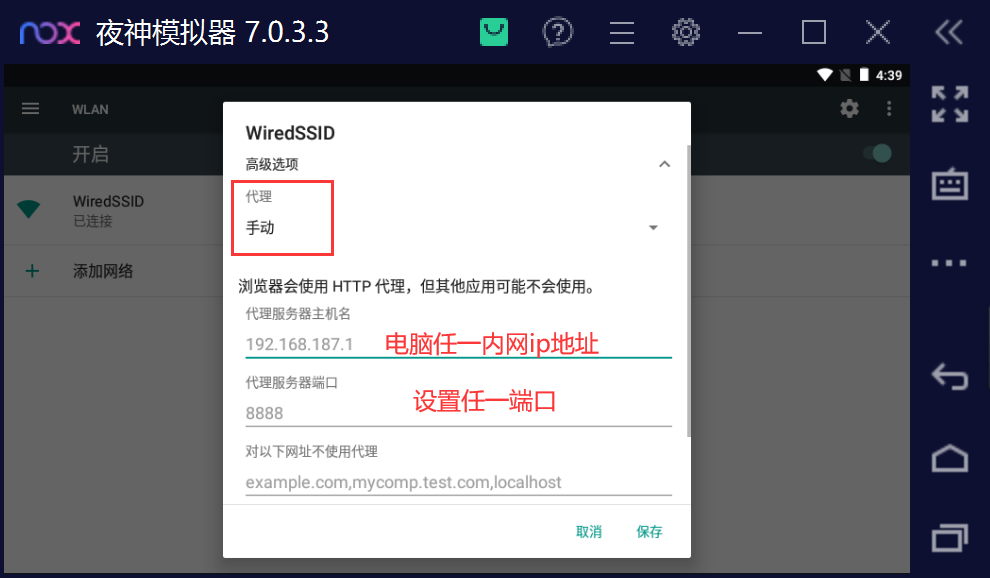 nox 夜神模拟器 7.0.3.3
4:39
WLAN
开启
WiredSSID
已连接
添加网络
WiredSSID
高级选项
代理
手动
浏览器会使用 HTTP 代理，但其他应用可能不会使用。
代理服务器主机名
192.168.187.1 电脑任一内网ip地址
代理服务器端口
8888 设置任一端口
对以下网址不使用代理
example.com,mycomp.test.com,localhost
取消 保存